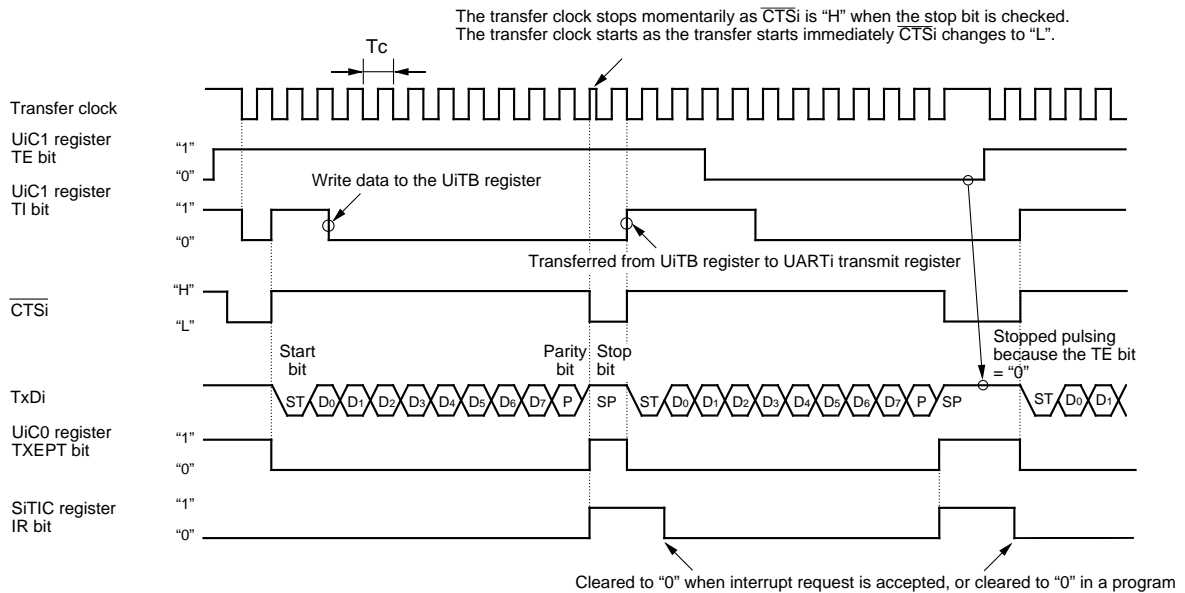 The transfer clock stops momentarily as CTSi is “H” when the stop bit is checked.
The transfer clock starts as the transfer starts immediately CTSi changes to “L”.
Tc
Transfer clock
UiC1 register
TE bit
“1”
“0”
Write data to the UiTB register
UiC1 register
TI bit
“1”
“0”
Transferred from UiTB register to UARTi transmit register
CTSi
“H”
“L”
Start
bit
Parity
bit
Stop
bit
Stopped pulsing
because the TE bit
= “0”
TxDi
ST D0 D1 D2 D3 D4 D5 D6 D7 P SP ST D0 D1 D2 D3 D4 D5 D6 D7 P SP ST D0 D1
UiC0 register
TXEPT bit
“1”
“0”
SiTIC register
IR bit
“1”
“0”
Cleared to “0” when interrupt request is accepted, or cleared to “0” in a program